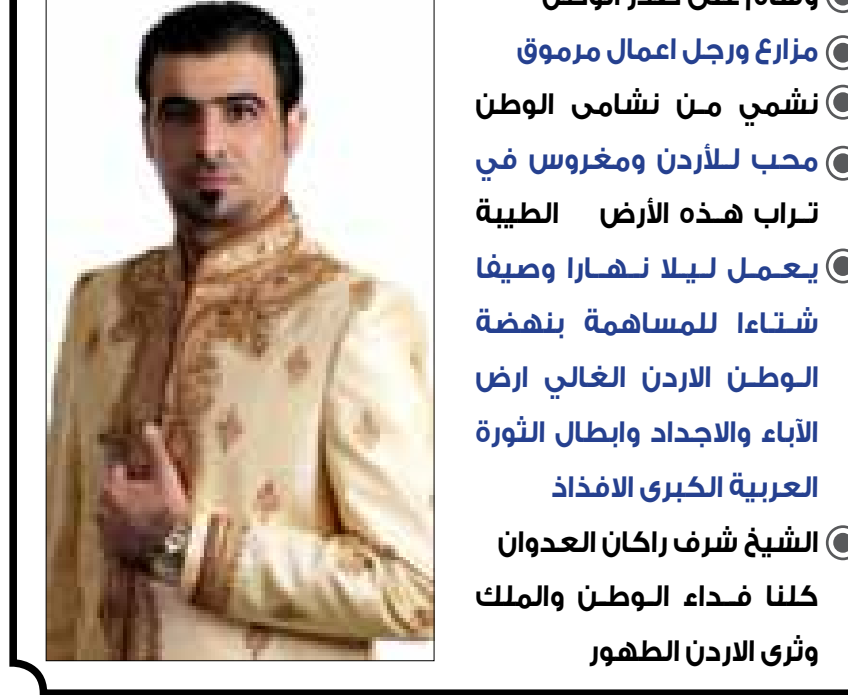 مزارع ورجل اعمال مرموق
نشمي من نشامى الوطن
محب للأردن ومغروس في
تراب هذه الأرض الطيبة
يعمل ليلا نهارا وصيفا
شتاءا للمساهمة بنهضة
الوطن الاردن الغالي ارض
الآباء والاجداد وابطال الثورة
العربية الكبرى الافذاذ
الشيخ شرف راكان العدوان
كلنا فداء الوطن والملك
وثرى الاردن الطهور